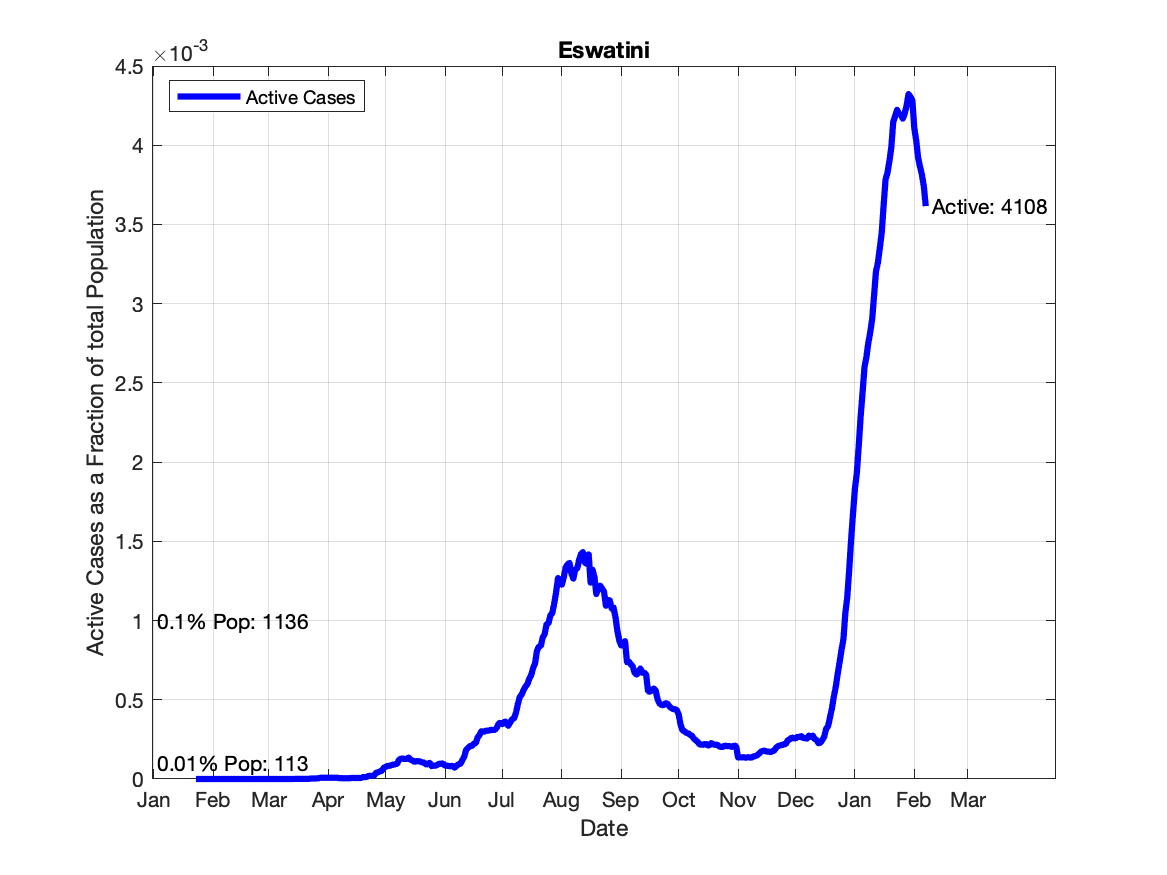 Eswatini
×10-3
4.5
4
3.5
3
2.5
2
1.5
1
0.5
0
Active Cases as a Fraction of total Population
Active Cases
Active: 4108
0.1% Pop: 1136
0.01% Pop: 113
Jan Feb Mar Apr May Jun Jul Aug Sep Oct Nov Dec Jan Feb Mar
Date